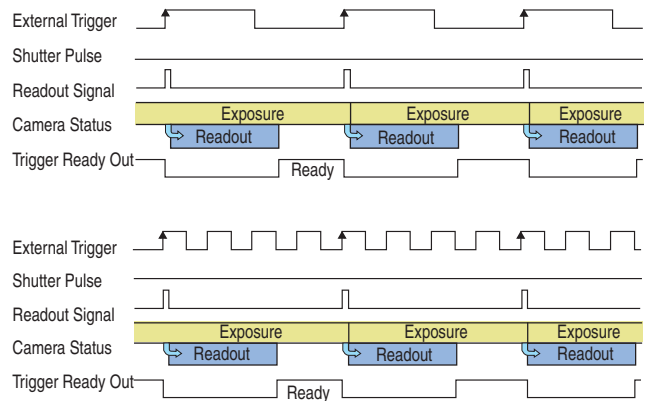 External Trigger
Shutter Pulse
Readout Signal
Exposure Exposure Exposure
Camera Status
Readout Readout Readout
Trigger Ready Out
Ready
External Trigger
Shutter Pulse
Readout Signal
Exposure Exposure Exposure
Camera Status
Readout Readout Readout
Trigger Ready Out
Ready